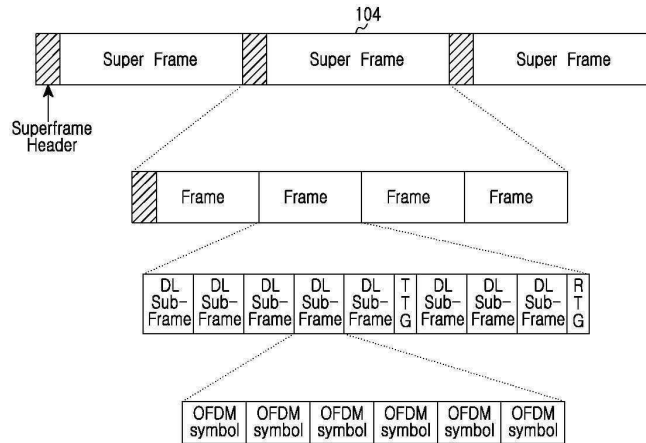 104
Super Frame Super Frame Super Frame
Superframe
Header
Frame Frame Frame Frame
DL Sub-Frame DL Sub-Frame DL Sub-Frame DL Sub-Frame DL Sub-Frame TTG DL Sub-Frame DL Sub-Frame DL Sub-Frame RTG
OFDM symbol OFDM symbol OFDM symbol OFDM symbol OFDM symbol OFDM symbol